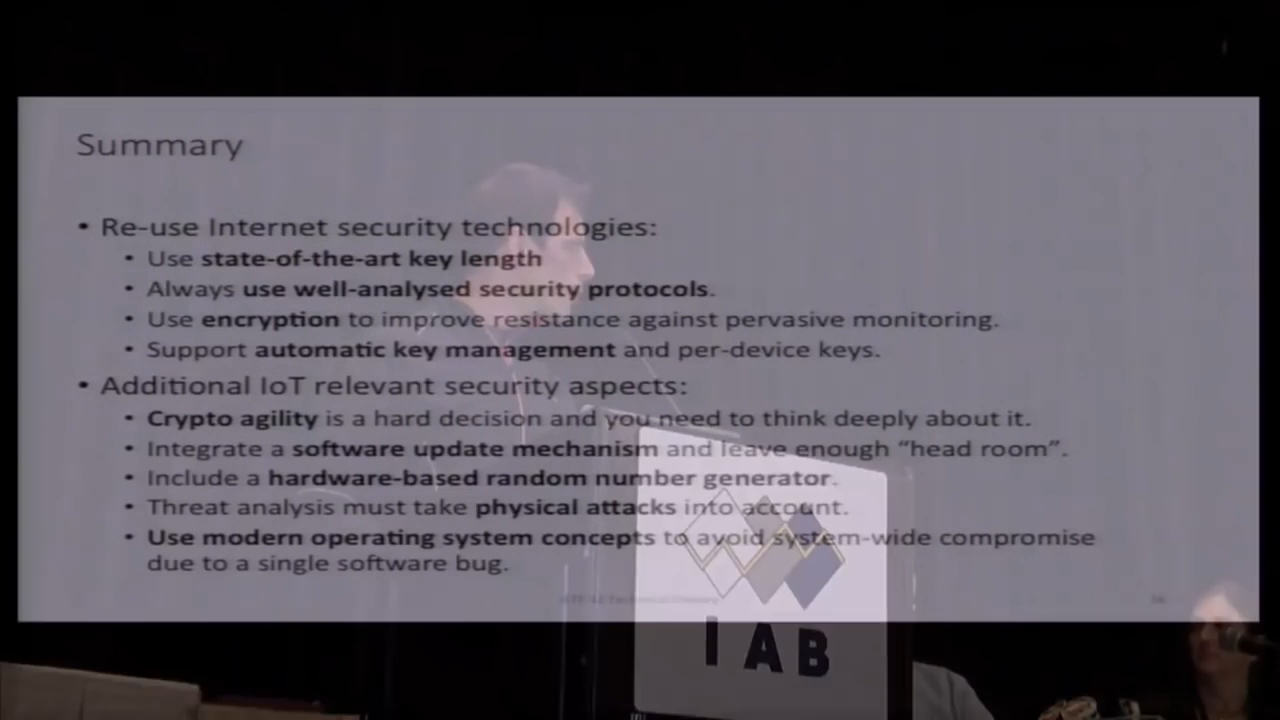 Summary
• Re-use Internet security technologies:
• Use state-of-the-art key length
• Always use well-analysed security protocols.
• Use encryption to improve resistance against pervasive monitoring.
• Support automatic key management and per-device keys.
• Additional IoT relevant security aspects:
• Crypto agility is a hard decision and you need to think deeply about it.
• Integrate a software update mechanism and leave enough “head room”.
• Include a hardware-based random number generator.
• Threat analysis must take physical attacks into account.
• Use modern operating system concepts to avoid system-wide compromise
due to a single software bug.
IAB